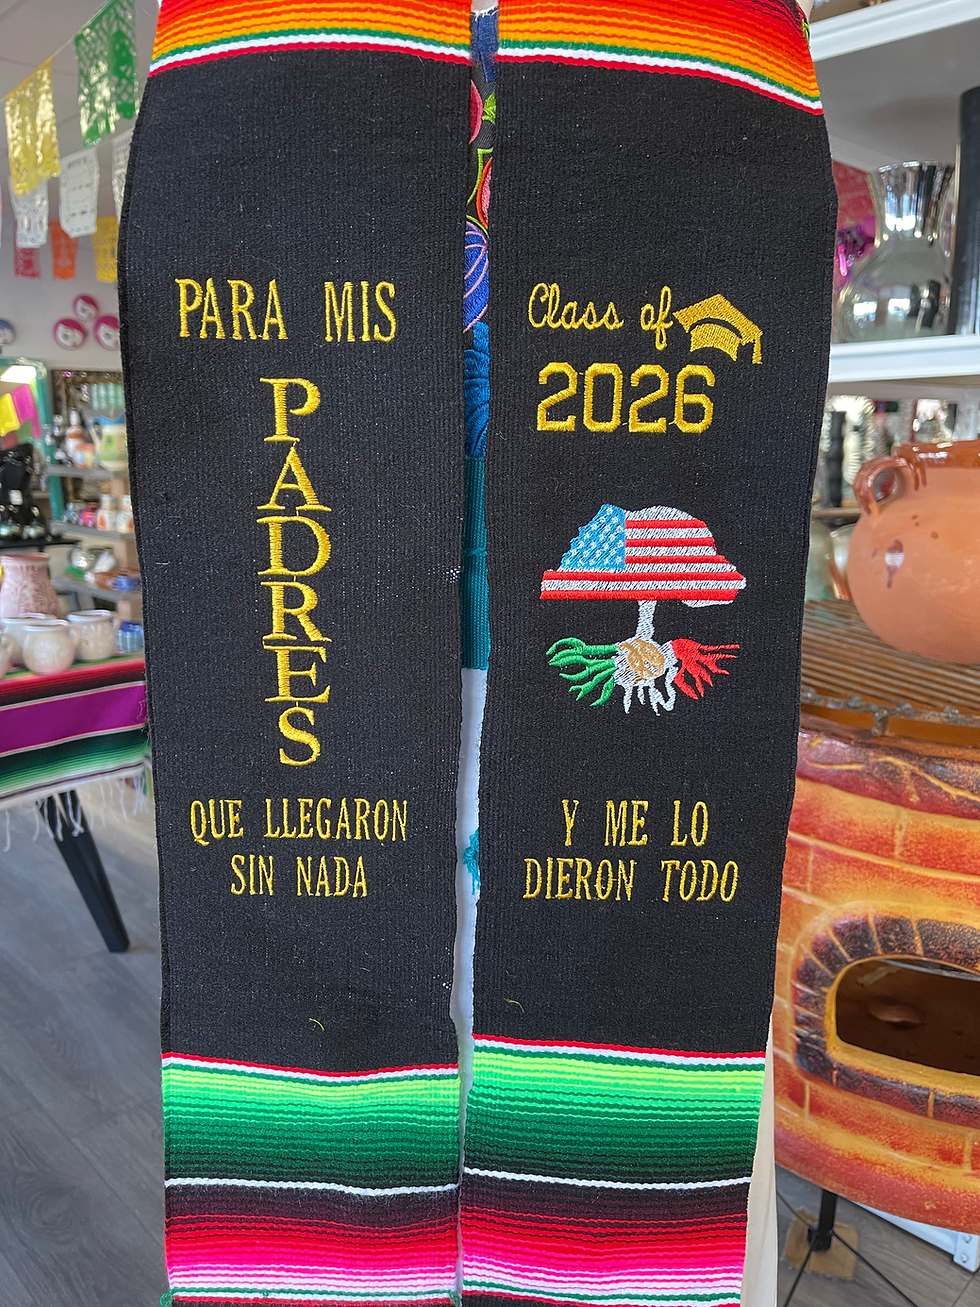 PARA MIS
PADRES
QUE LLEGARON
SIN NADA
Class of
2026
Y ME LO
DIERON TODO